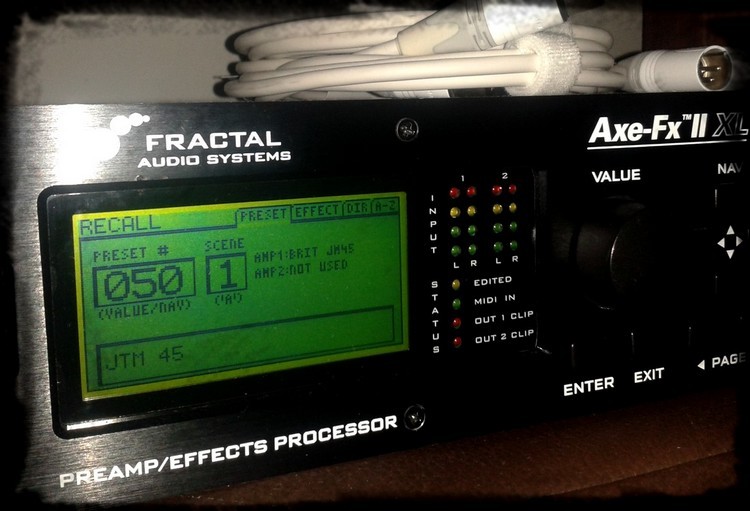 FRACTAL
AUDIO SYSTEMS
Axe-Fx™ II XL
VALUE
NAV
RECALL
PRESET EFFECT DIR A-Z
PRESET # SCENE
050 1
(VALUE/NAV) ('A')
AMP1:BRIT JM45
AMP2:NOT USED
JTM 45
1 2
INPUT
L R L R
STATUS
EDITED
MIDI IN
OUT 1 CLIP
OUT 2 CLIP
ENTER EXIT PAGE
PREAMP/EFFECTS PROCESSOR